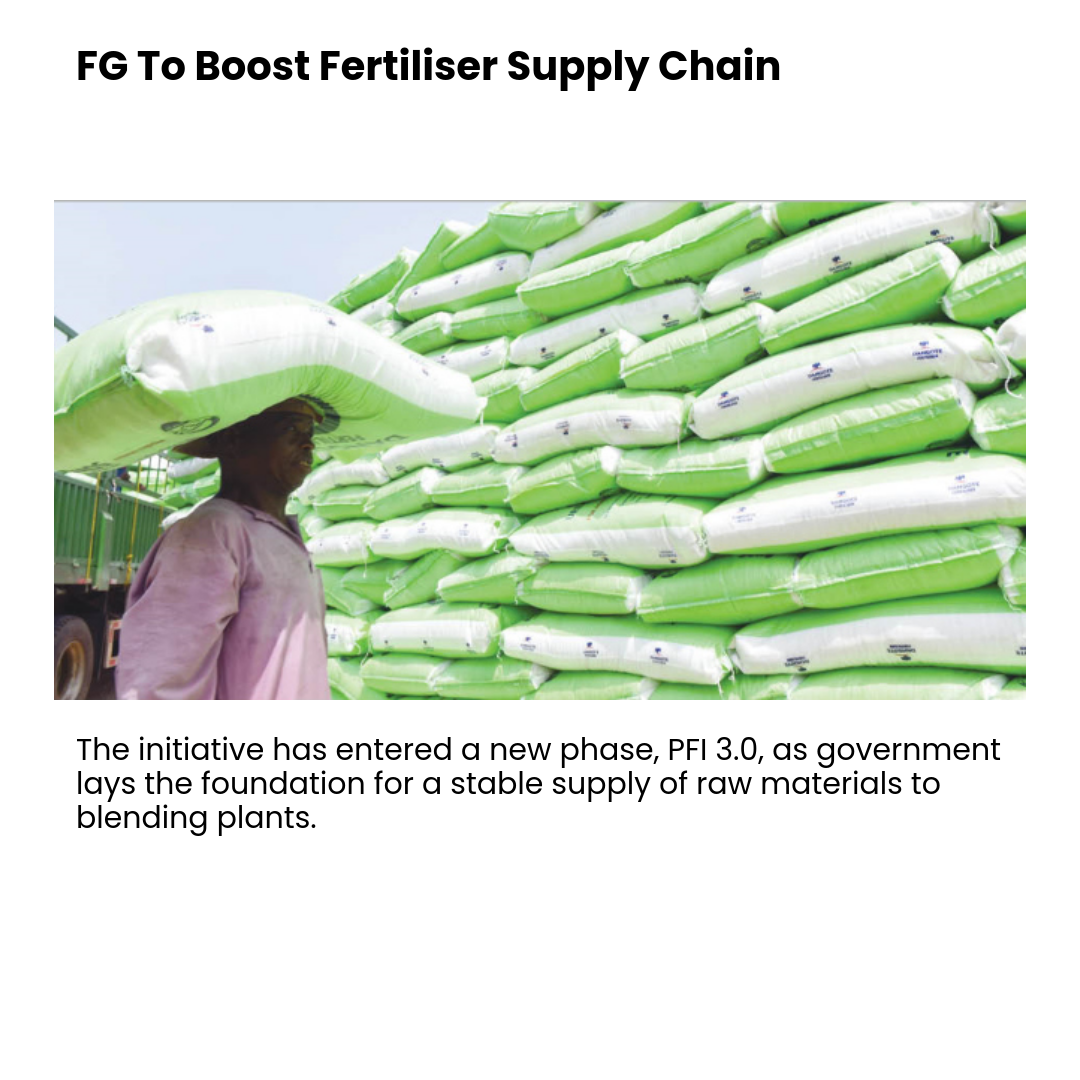 FG To Boost Fertiliser Supply Chain
The initiative has entered a new phase, PFI 3.0, as government
lays the foundation for a stable supply of raw materials to
blending plants.